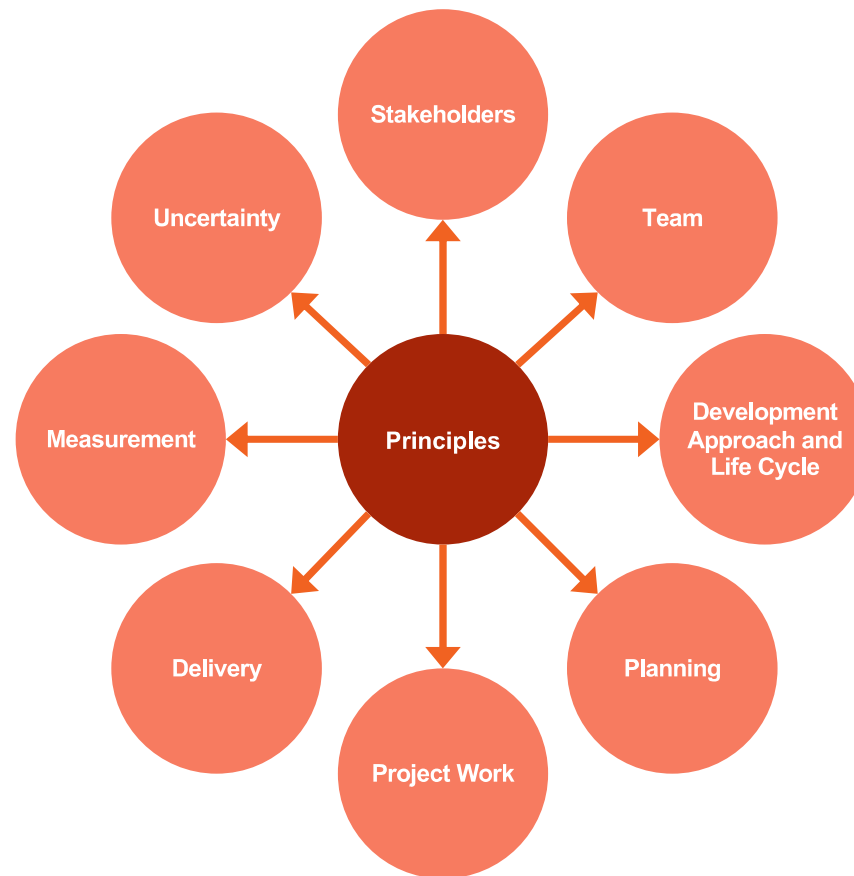 Stakeholders
Uncertainty
Team
Measurement
Principles
Development
Approach and
Life Cycle
Delivery
Planning
Project Work